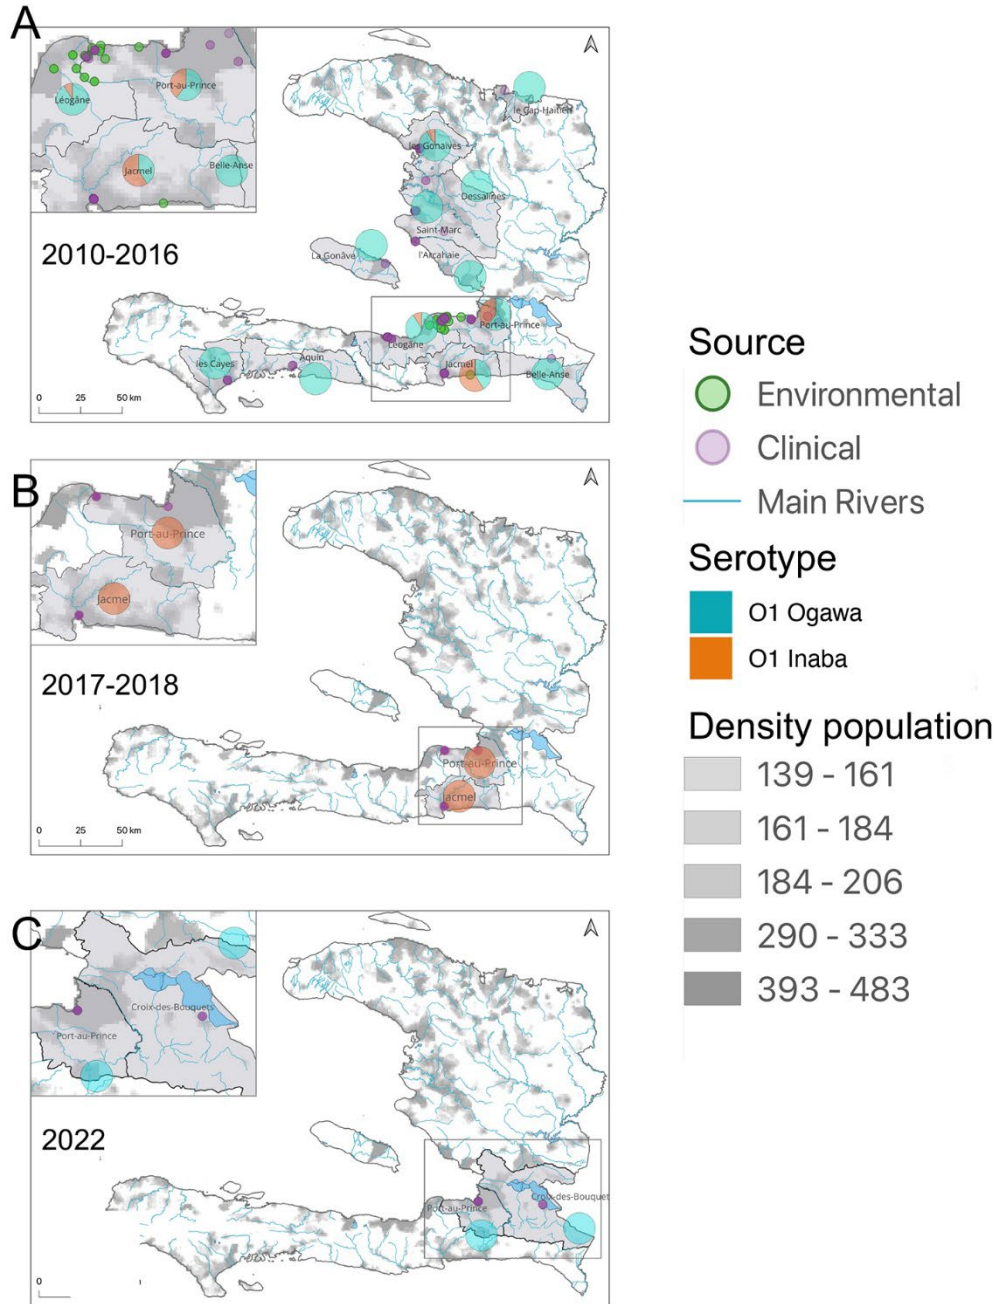 A
Port-au-Prince
Léogâne
Jacmel
Belle-Anse
2010-2016
le Cap-Haïtien
les Gonaïves
Dessalines
Saint-Marc
La Gonâve
l'Arcahaie
Port-au-Prince
Léogâne
les Cayes
Aquin
Jacmel
Belle-Anse
0 25 50 km
B
Port-au-Prince
Jacmel
2017-2018
Port-au-Prince
Jacmel
0 25 50 km
C
Croix-des-Bouquets
Port-au-Prince
2022
Croix-des-Bouquet
Port-au-Prince
0
Source
Environmental
Clinical
Main Rivers
Serotype
O1 Ogawa
O1 Inaba
Density population
139 - 161
161 - 184
184 - 206
290 - 333
393 - 483